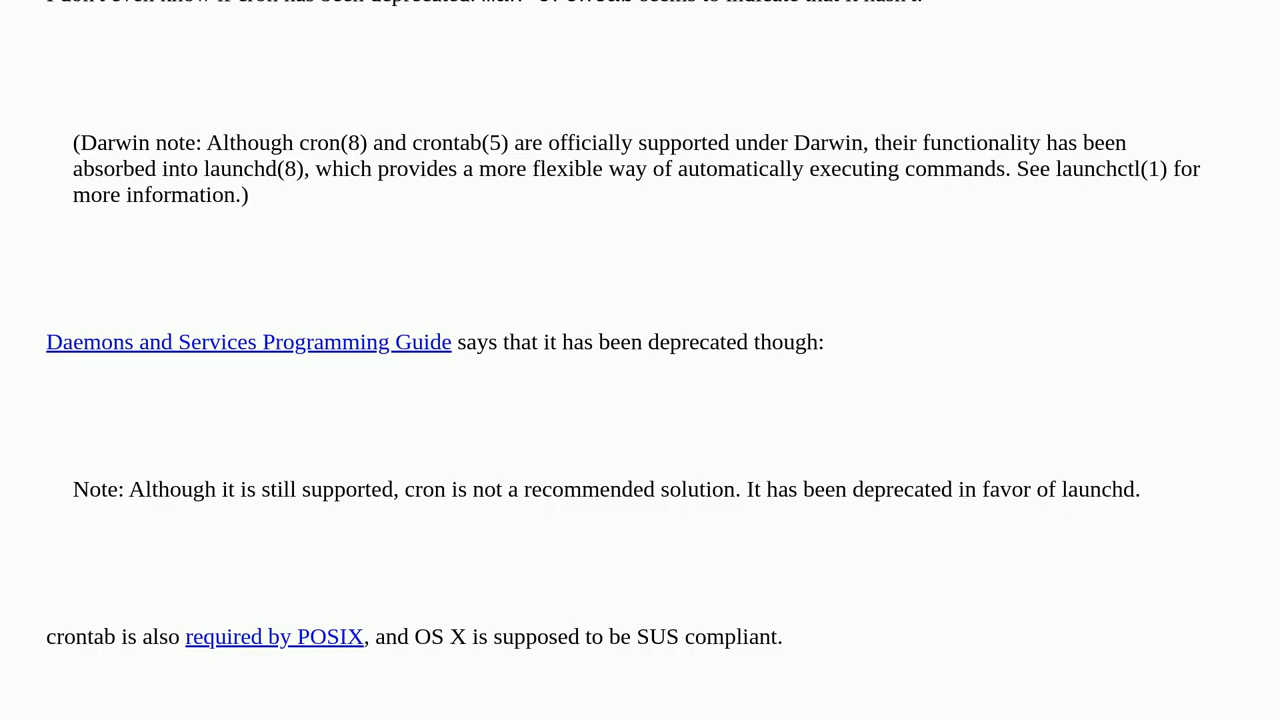 (Darwin note: Although cron(8) and crontab(5) are officially supported under Darwin, their functionality has been
absorbed into launchd(8), which provides a more flexible way of automatically executing commands. See launchctl(1) for
more information.)
Daemons and Services Programming Guide says that it has been deprecated though:
Note: Although it is still supported, cron is not a recommended solution. It has been deprecated in favor of launchd.
crontab is also required by POSIX, and OS X is supposed to be SUS compliant.